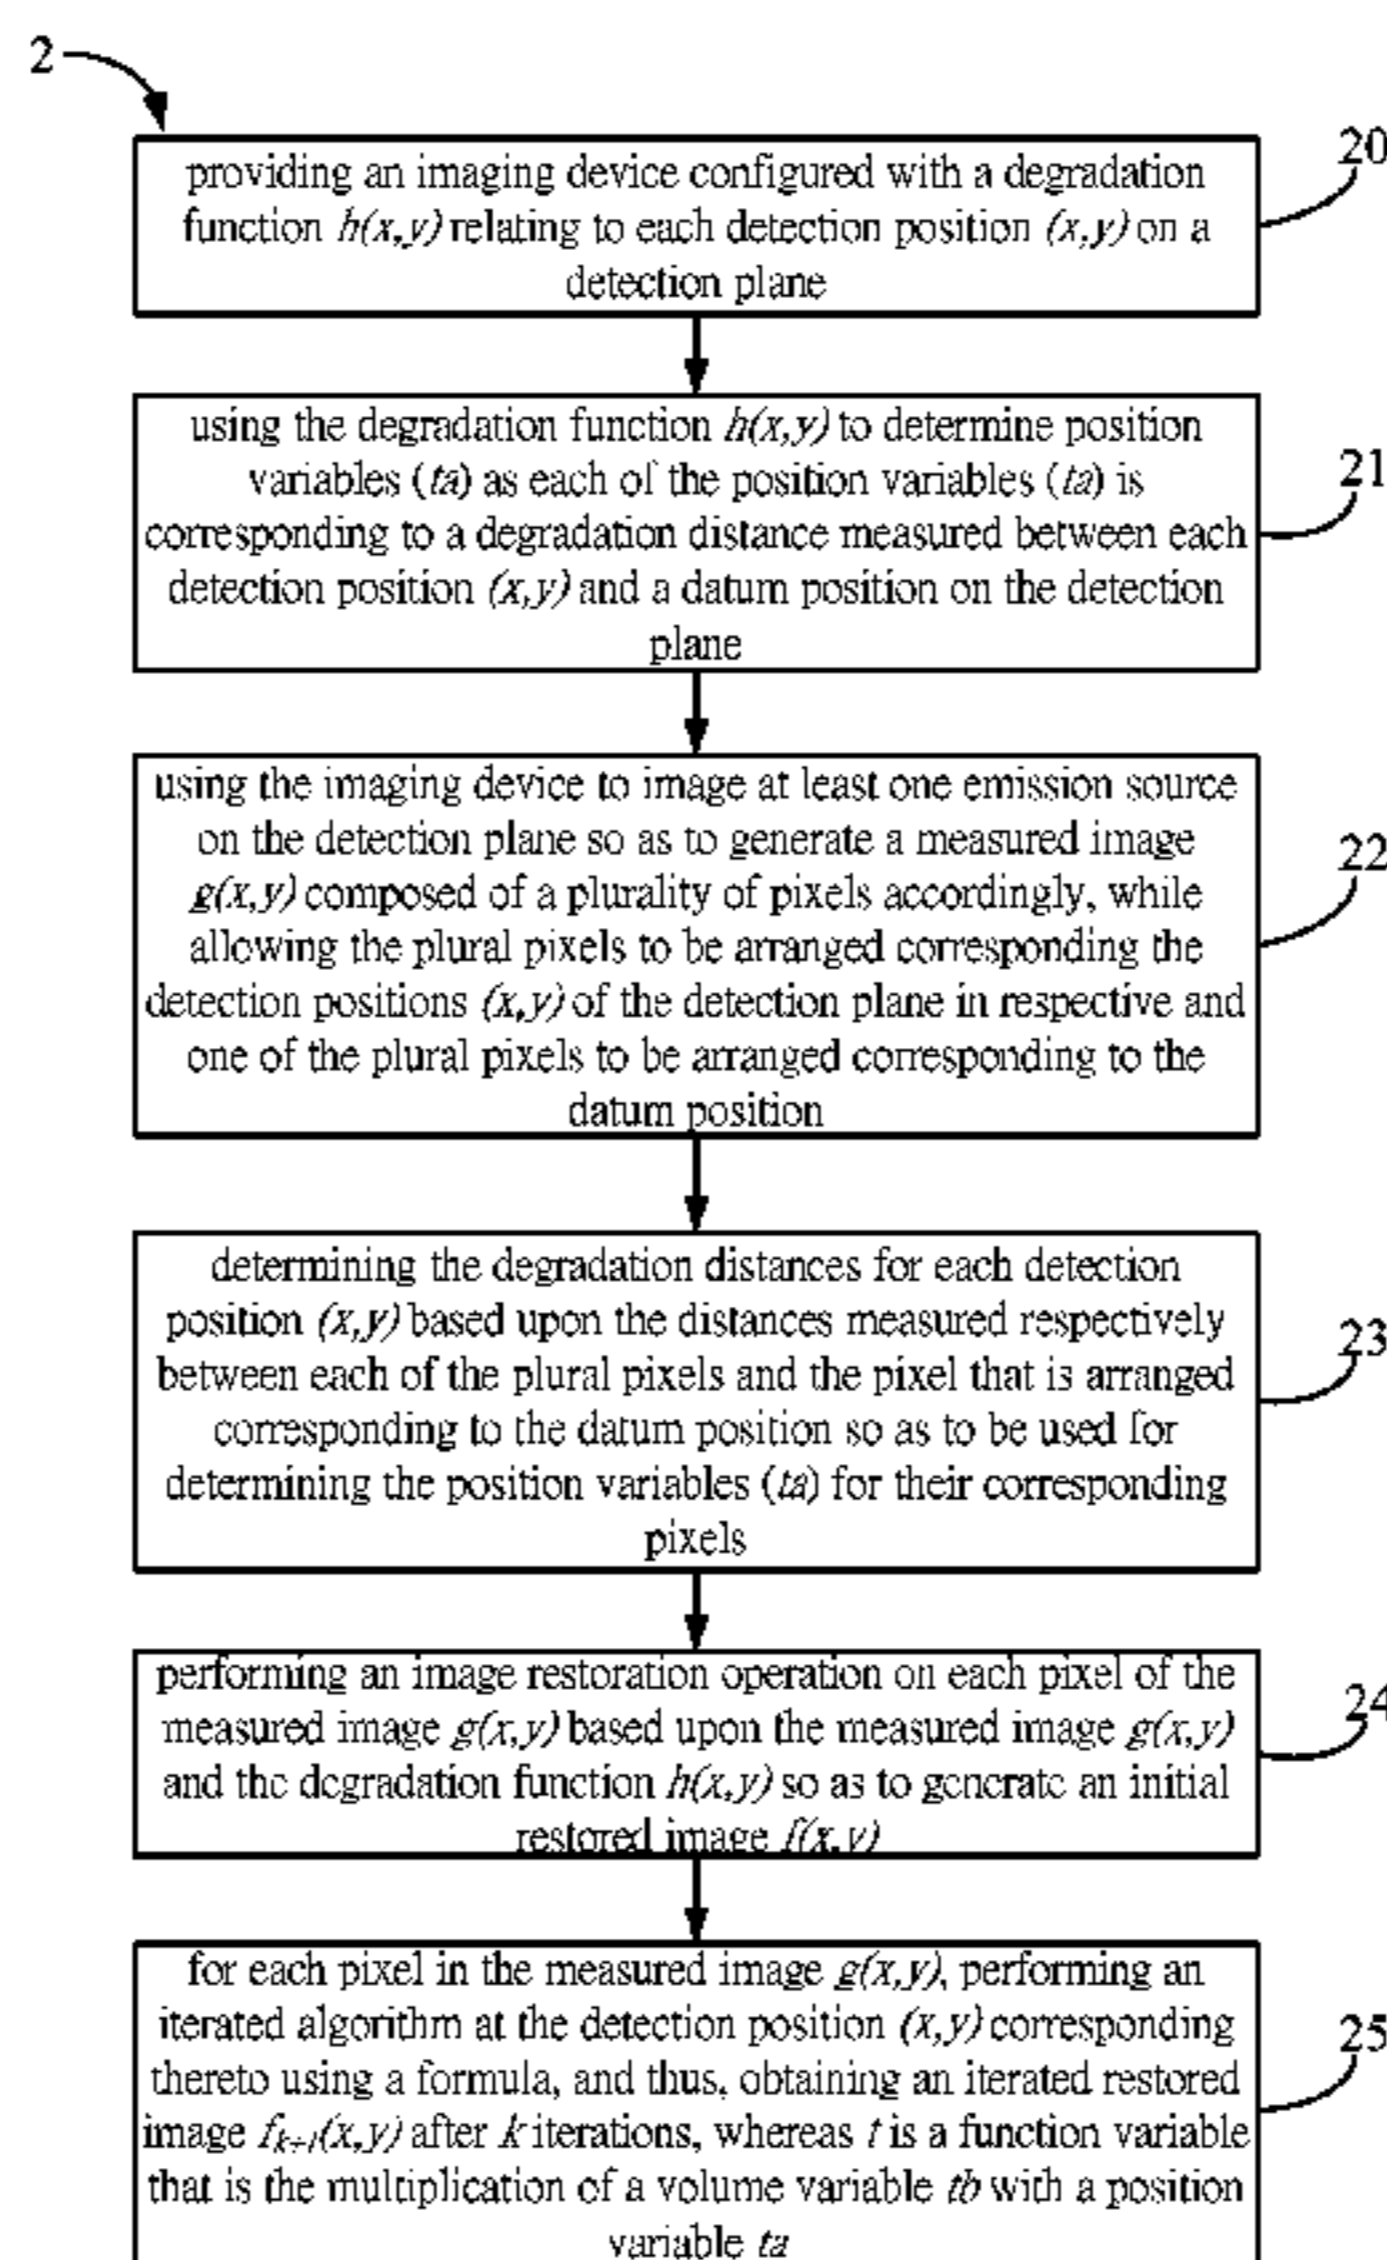 2
20
providing an imaging device configured with a degradation
function h(x,y) relating to each detection position (x,y) on a
detection plane
21
using the degradation function h(x,y) to determine position
variables (ta) as each of the position variables (ta) is
corresponding to a degradation distance measured between each
detection position (x,y) and a datum position on the detection
plane
22
using the imaging device to image at least one emission source
on the detection plane so as to generate a measured image
g(x,y) composed of a plurality of pixels accordingly, while
allowing the plural pixels to be arranged corresponding the
detection positions (x,y) of the detection plane in respective and
one of the plural pixels to be arranged corresponding to the
datum position
23
determining the degradation distances for each detection
position (x,y) based upon the distances measured respectively
between each of the plural pixels and the pixel that is arranged
corresponding to the datum position so as to be used for
determining the position variables (ta) for their corresponding
pixels
24
performing an image restoration operation on each pixel of the
measured image g(x,y) based upon the measured image g(x,y)
and the degradation function h(x,y) so as to generate an initial
restored image f(x,y)
25
for each pixel in the measured image g(x,y), performing an
iterated algorithm at the detection position (x,y) corresponding
thereto using a formula, and thus, obtaining an iterated restored
image fk+1(x,y) after k iterations, whereas t is a function variable
that is the multiplication of a volume variable tb with a position
variable ta